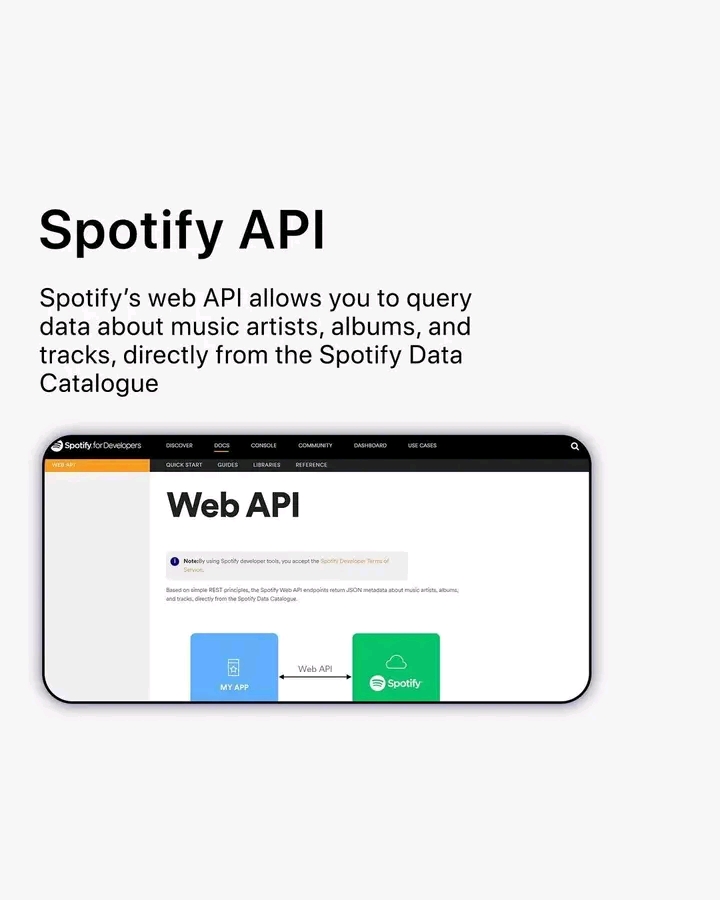 Spotify API
Spotify's web API allows you to query
data about music artists, albums, and
tracks, directly from the Spotify Data
Catalogue
Spotify for Developers DISCOVER DOCS CONSOLE COMMUNITY DASHBOARD USE CASES
WEB API QUICK START GUIDES LIBRARIES REFERENCE
Web API
Note:By using Spotify developer tools, you accept the Spotify Developer Terms of
Service.
Based on simple REST principles, the Spotify Web API endpoints return JSON metadata about music artists, albums,
and tracks, directly from the Spotify Data Catalogue.
Web API
MY APP
Spotify